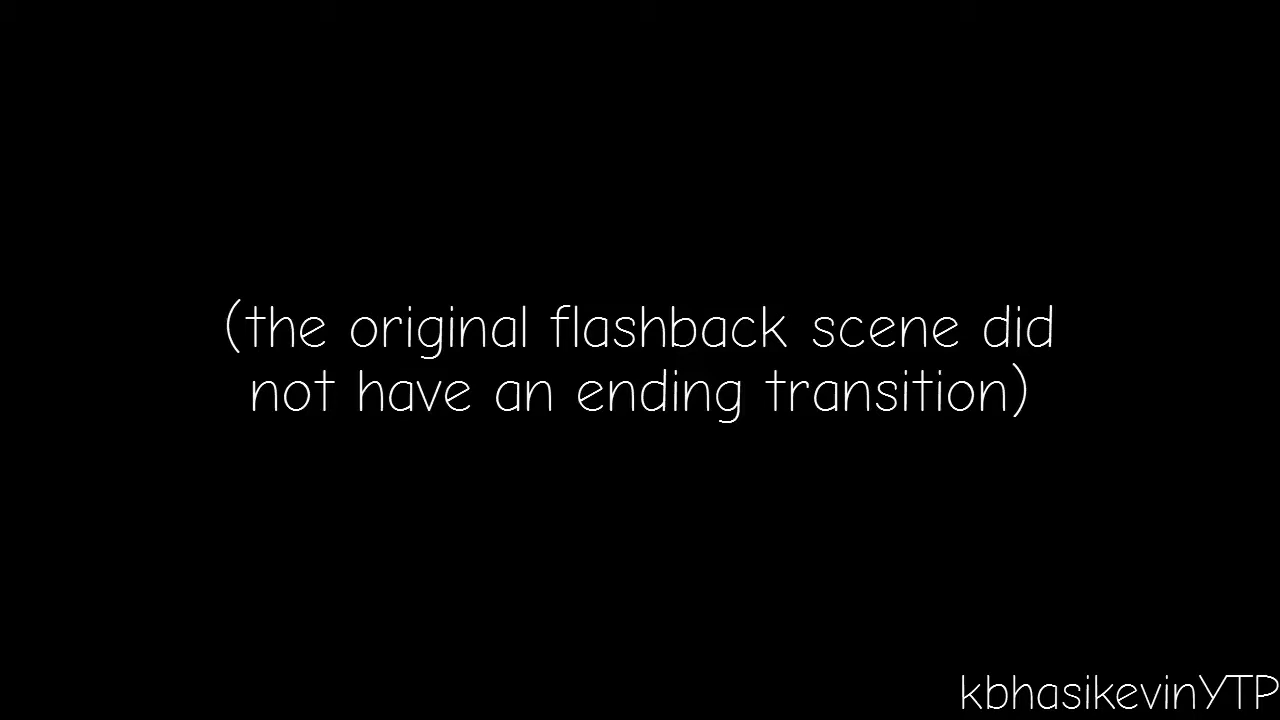 (the original flashback scene did
not have an ending transition)
kbhasikevinYTP